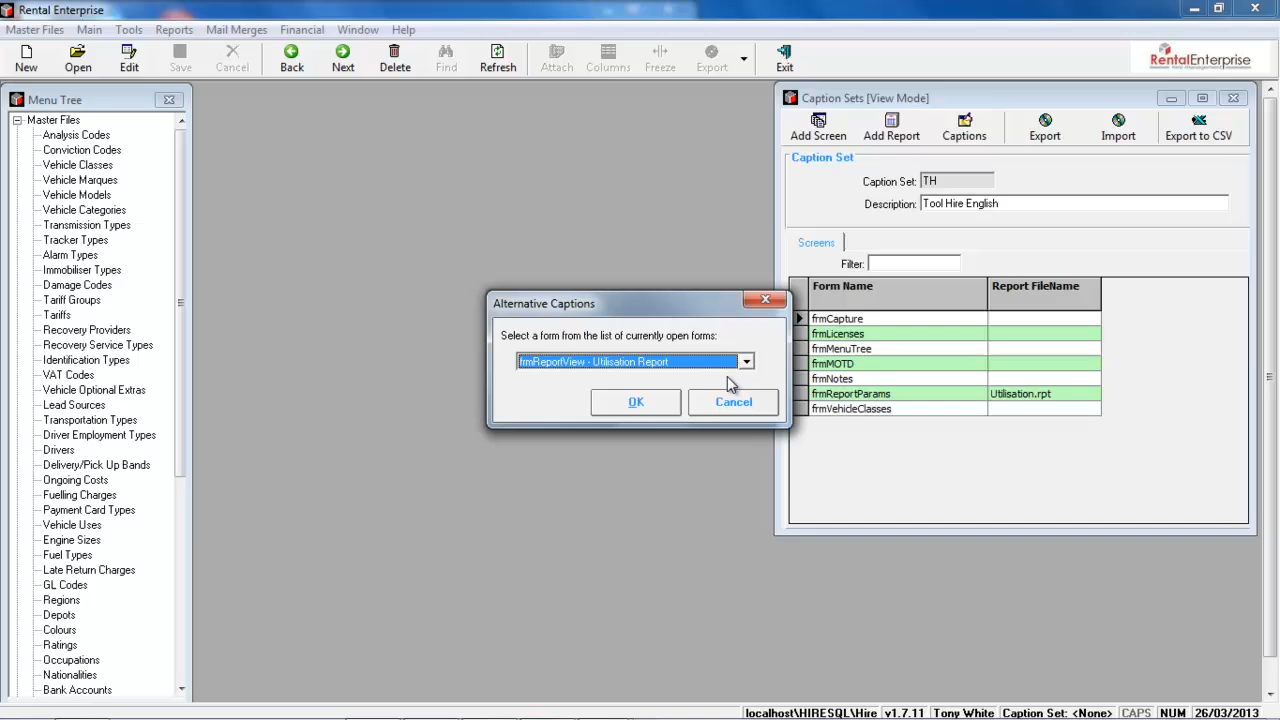 Rental Enterprise
Master Files Main Tools Reports Mail Merges Financial Window Help
New Open Edit Save Cancel Back Next Delete Find Refresh Attach Columns Freeze Export Exit
RentalEnterprise
Menu Tree
Master Files
Analysis Codes
Conviction Codes
Vehicle Classes
Vehicle Marques
Vehicle Models
Vehicle Categories
Transmission Types
Tracker Types
Alarm Types
Immobiliser Types
Damage Codes
Tariff Groups
Tariffs
Recovery Providers
Recovery Service Types
Identification Types
VAT Codes
Vehicle Optional Extras
Lead Sources
Transportation Types
Driver Employment Types
Drivers
Delivery/Pick Up Bands
Ongoing Costs
Fuelling Charges
Payment Card Types
Vehicle Uses
Engine Sizes
Fuel Types
Late Return Charges
GL Codes
Regions
Depots
Colours
Ratings
Occupations
Nationalities
Bank Accounts
Alternative Captions
Select a form from the list of currently open forms:
frmReportView - Utilisation Report
OK Cancel
Caption Sets [View Mode]
Add Screen Add Report Captions Export Import Export to CSV
Caption Set
Caption Set: TH
Description: Tool Hire English
Screens
Filter:
Form Name Report FileName
frmCapture
frmLicenses
frmMenuTree
frmMOTD
frmNotes
frmReportParams Utilisation.rpt
frmVehicleClasses
localhost\HIRESQL\Hire v1.7.11 Tony White Caption Set: <None> CAPS NUM 26/03/2013